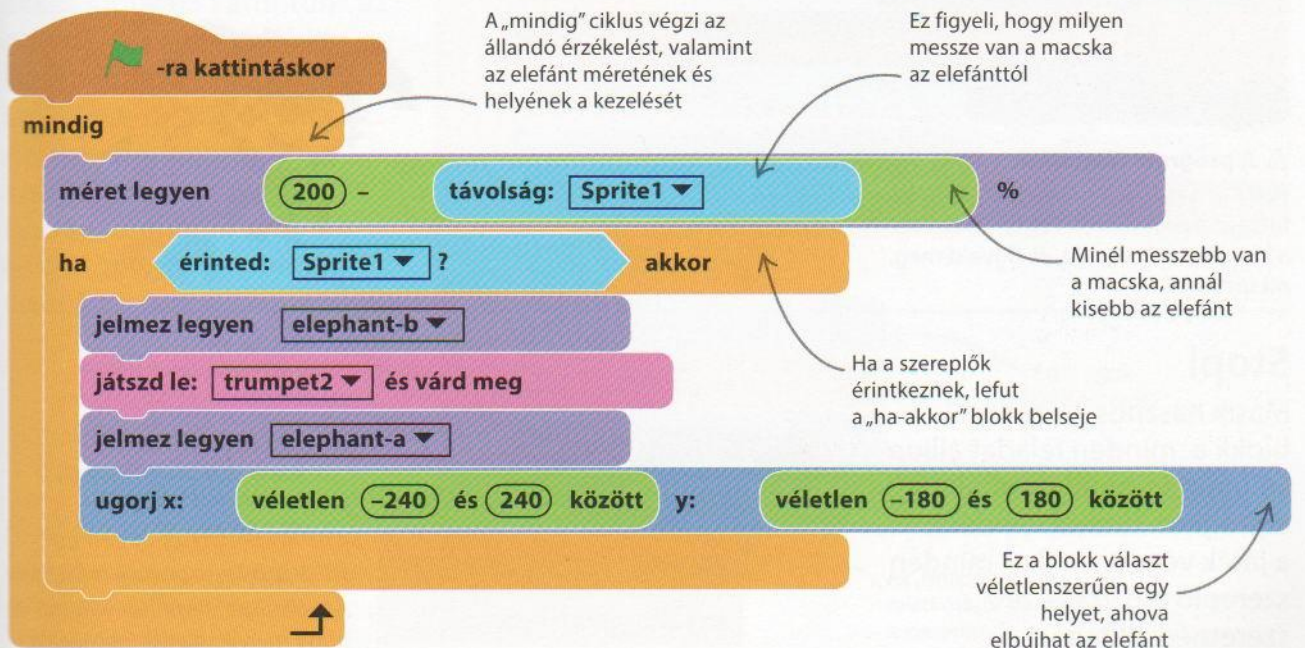 A „mindig” ciklus végzi az
állandó érzékelést, valamint
az elefánt méretének és
helyének a kezelését
Ez figyeli, hogy milyen
messze van a macska
az elefánttól
-ra kattintáskor
mindig
méret legyen 200 – távolság: Sprite1 %
ha érinted: Sprite1 ? akkor
Minél messzebb van
a macska, annál
kisebb az elefánt
jelmez legyen elephant-b
játszd le: trumpet2 és várd meg
jelmez legyen elephant-a
Ha a szereplők
érintkeznek, lefut
a „ha-akkor” blokk belseje
ugorj x: véletlen –240 és 240 között y: véletlen –180 és 180 között
Ez a blokk választ
véletlenszerűen egy
helyet, ahova
elbújhat az elefánt